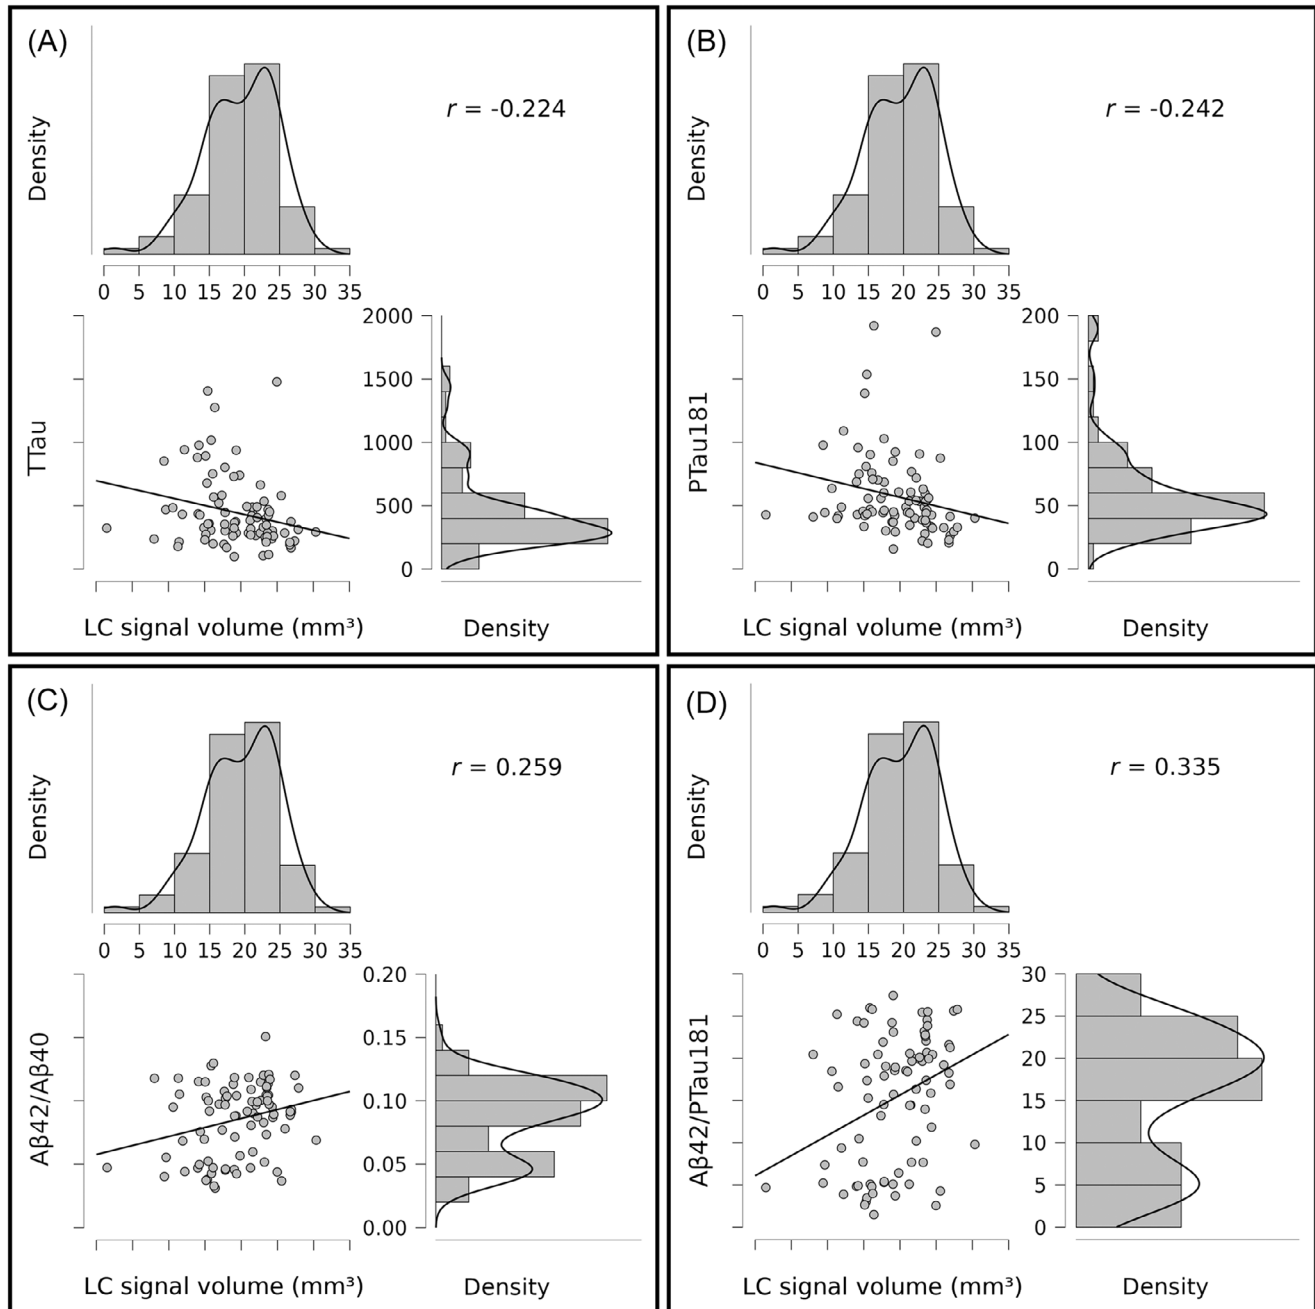 (A)
r = -0.224
Density
0 5 10 15 20 25 30 35
TTau
2000
1500
1000
500
0
LC signal volume (mm³)
Density
(B)
r = -0.242
Density
0 5 10 15 20 25 30 35
PTau181
200
150
100
50
0
LC signal volume (mm³)
Density
(C)
r = 0.259
Density
0 5 10 15 20 25 30 35
Aβ42/Aβ40
0.20
0.15
0.10
0.05
0.00
LC signal volume (mm³)
Density
(D)
r = 0.335
Density
0 5 10 15 20 25 30 35
Aβ42/PTau181
30
25
20
15
10
5
0
LC signal volume (mm³)
Density